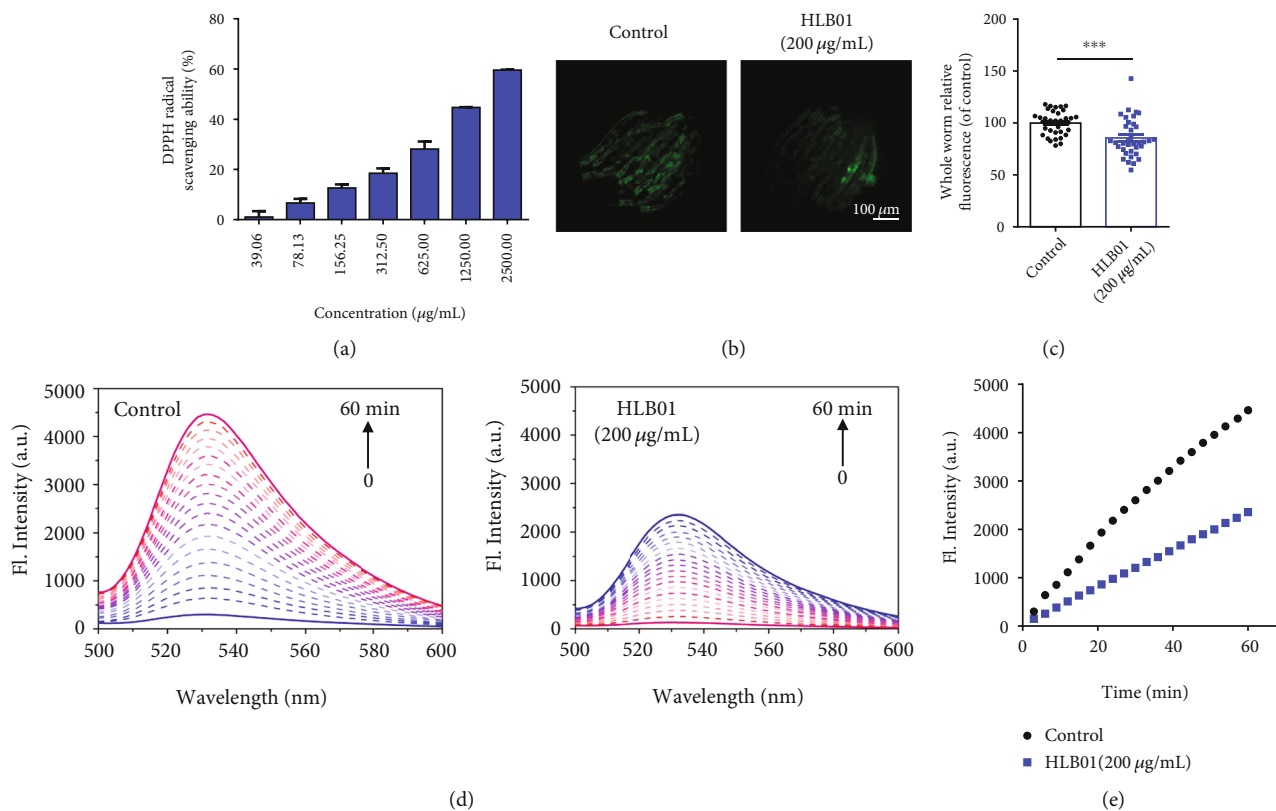 80
60
40
20
0
DPPH radical
scavenging ability (%)
39.06
78.13
156.25
312.50
625.00
1250.00
2500.00
Concentration (μg/mL)
(a)
Control
HLB01
(200 μg/mL)
100 μm
(b)
200
150
100
50
0
Whole worm relative
fluorescence (of control)
***
Control
HLB01
(200 μg/mL)
(c)
5000
4000
3000
2000
1000
0
Fl. Intensity (a.u.)
Control
60 min
0
500
520
540
560
580
600
Wavelength (nm)
5000
4000
3000
2000
1000
0
Fl. Intensity (a.u.)
HLB01
(200 μg/mL)
60 min
0
500
520
540
560
580
600
Wavelength (nm)
(d)
5000
4000
3000
2000
1000
0
Fl. Intensity (a.u.)
0
20
40
60
Time (min)
Control
HLB01(200 μg/mL)
(e)